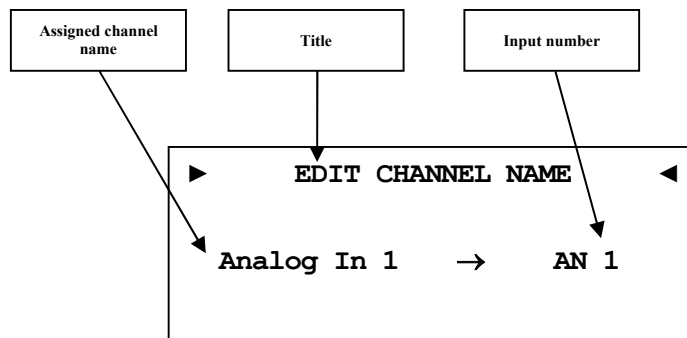 Assigned channel
name
Title
Input number
► EDIT CHANNEL NAME ◄
Analog In 1 → AN 1